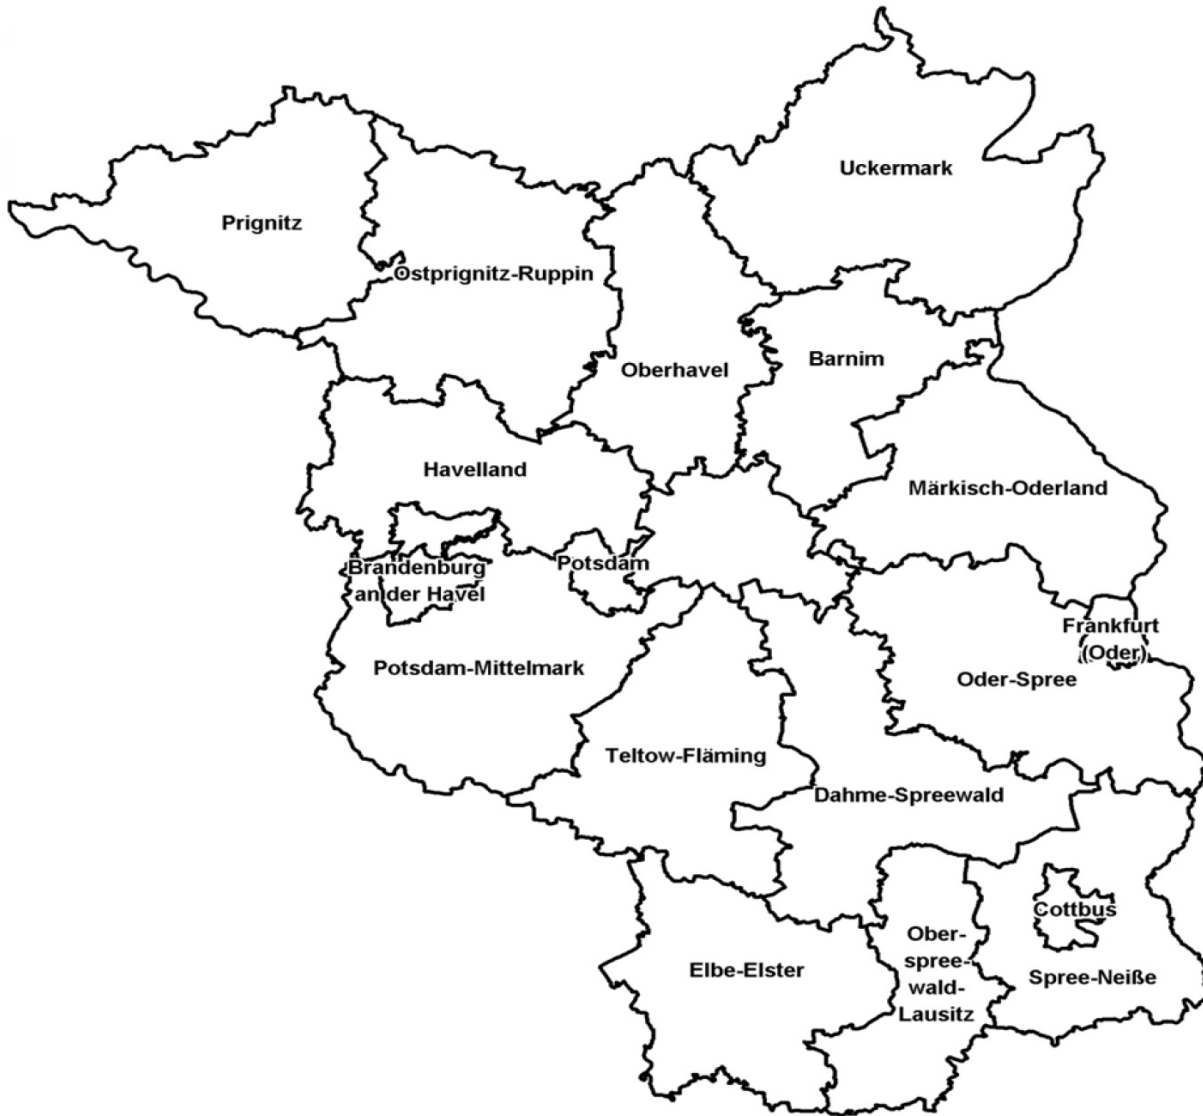 Uckermark
Prignitz
Ostprignitz-Ruppin
Barnim
Oberhavel
Havelland
Märkisch-Oderland
Potsdam
Brandenburg
an der Havel
Frankfurt
(Oder)
Potsdam-Mittelmark
Oder-Spree
Teltow-Fläming
Dahme-Spreewald
Cottbus
Ober-
spree-
wald-
Lausitz
Elbe-Elster
Spree-Neiße